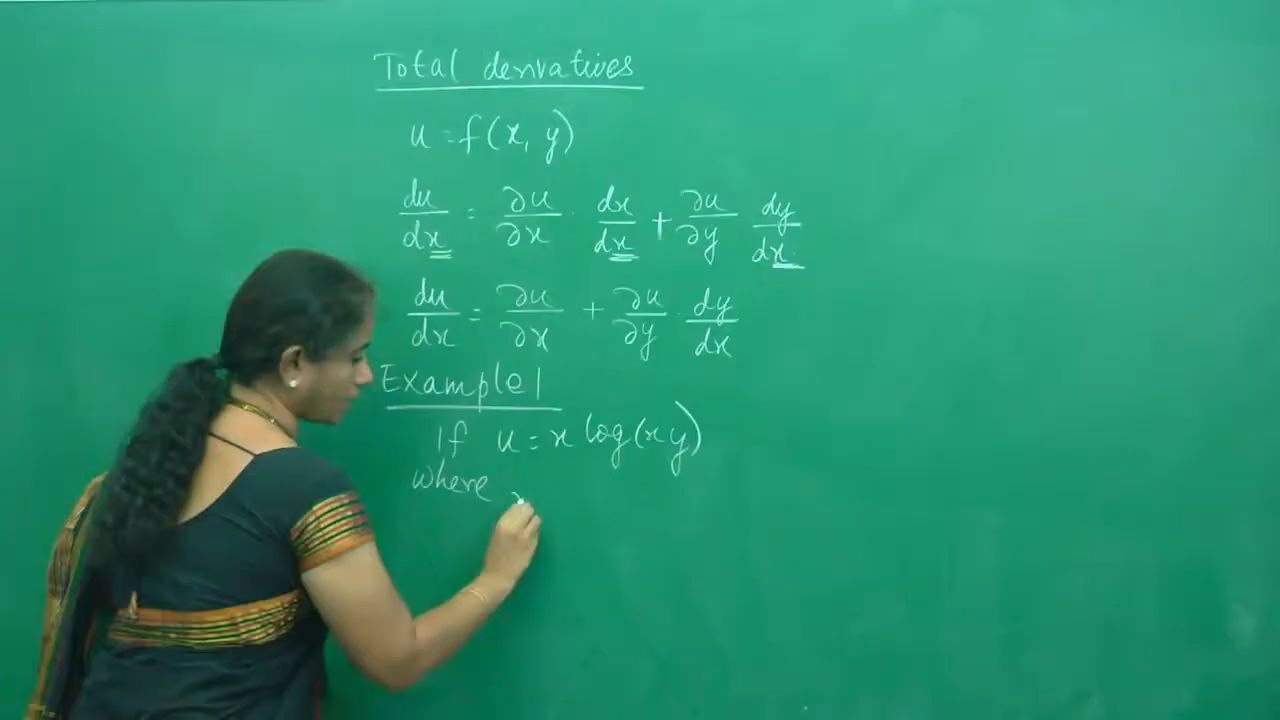 Total derivatives
u = f(x, y)
du/dx = ∂u/∂x · dx/dx + ∂u/∂y dy/dx
du/dx = ∂u/∂x + ∂u/∂y · dy/dx
Example 1
If u = x log(xy)
where